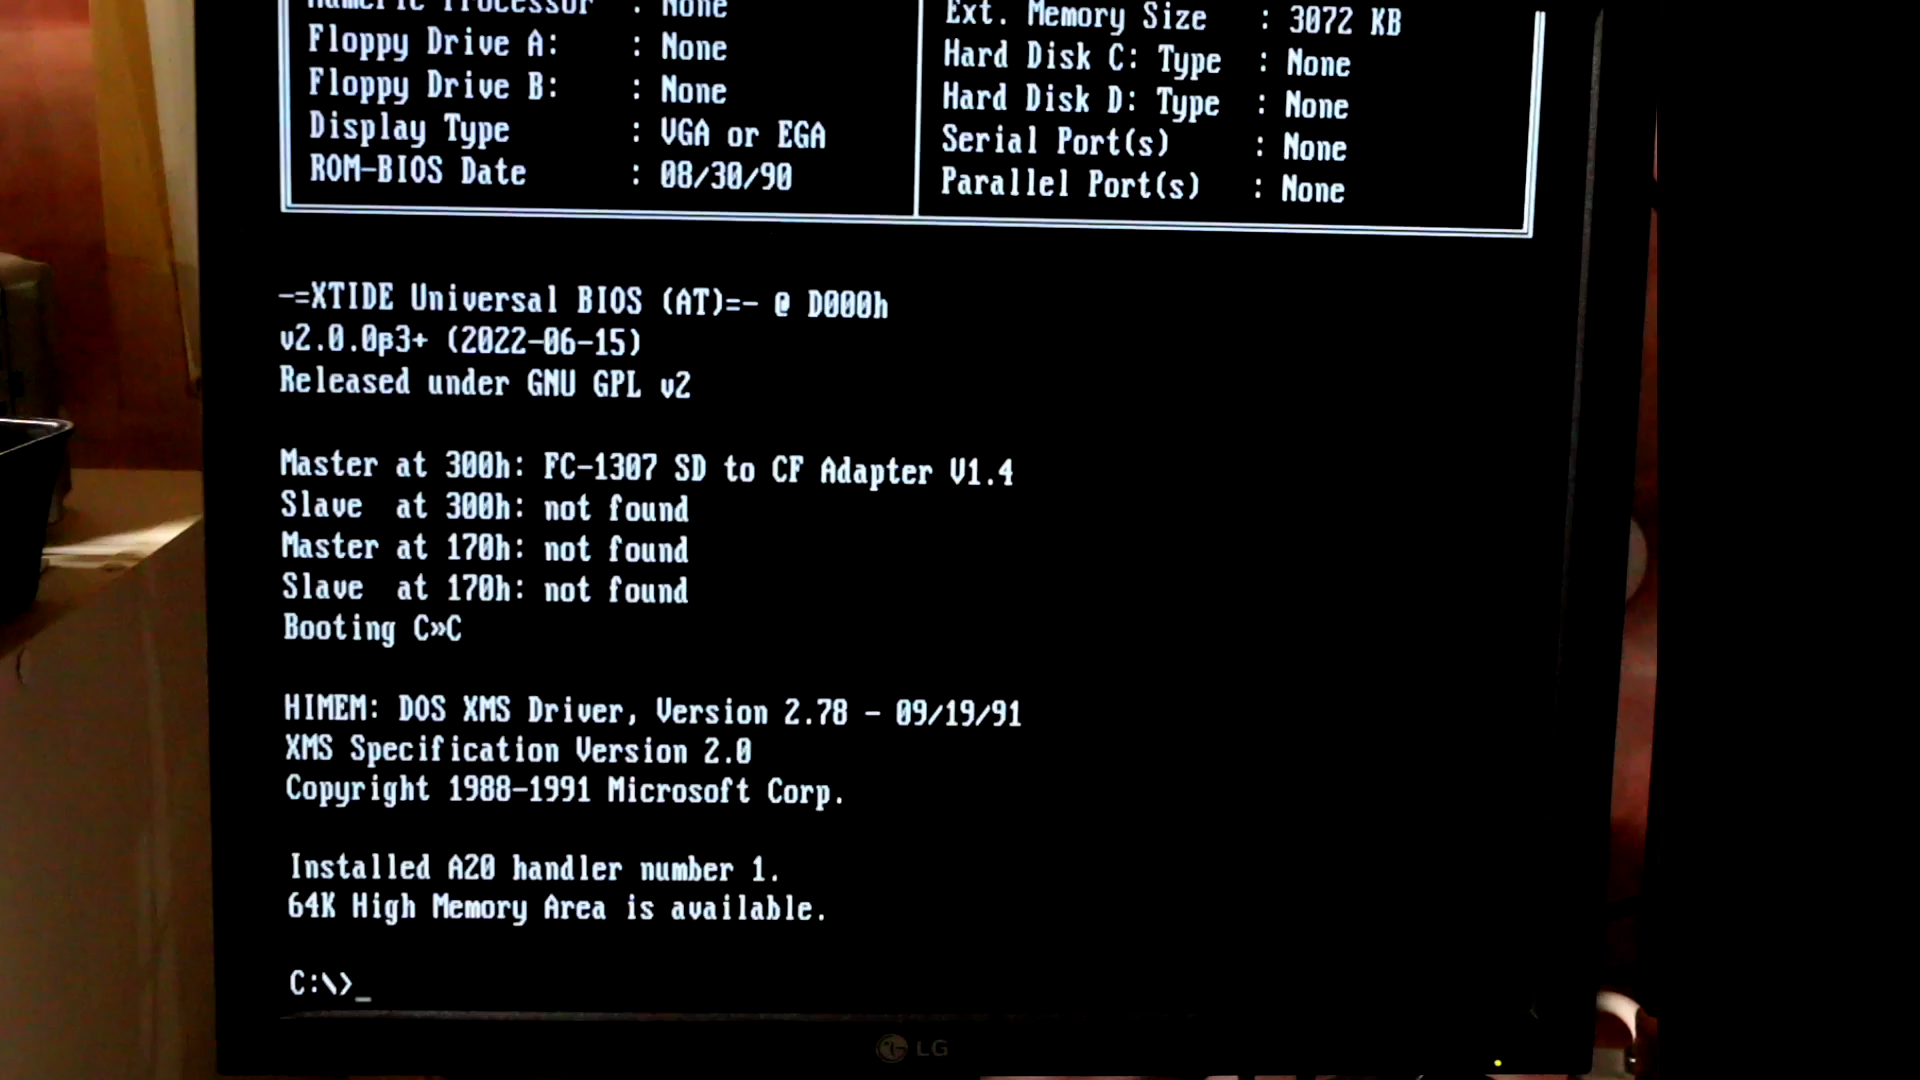 Numeric Processor : None
Floppy Drive A: : None
Floppy Drive B: : None
Display Type : VGA or EGA
ROM-BIOS Date : 08/30/90
Ext. Memory Size : 3072 KB
Hard Disk C: Type : None
Hard Disk D: Type : None
Serial Port(s) : None
Parallel Port(s) : None
-=XTIDE Universal BIOS (AT)=- @ D000h
v2.0.0β3+ (2022-06-15)
Released under GNU GPL v2
Master at 300h: FC-1307 SD to CF Adapter V1.4
Slave  at 300h: not found
Master at 170h: not found
Slave  at 170h: not found
Booting C»C
HIMEM: DOS XMS Driver, Version 2.78 - 09/19/91
XMS Specification Version 2.0
Copyright 1988-1991 Microsoft Corp.
Installed A20 handler number 1.
64K High Memory Area is available.
C:\>_
LG